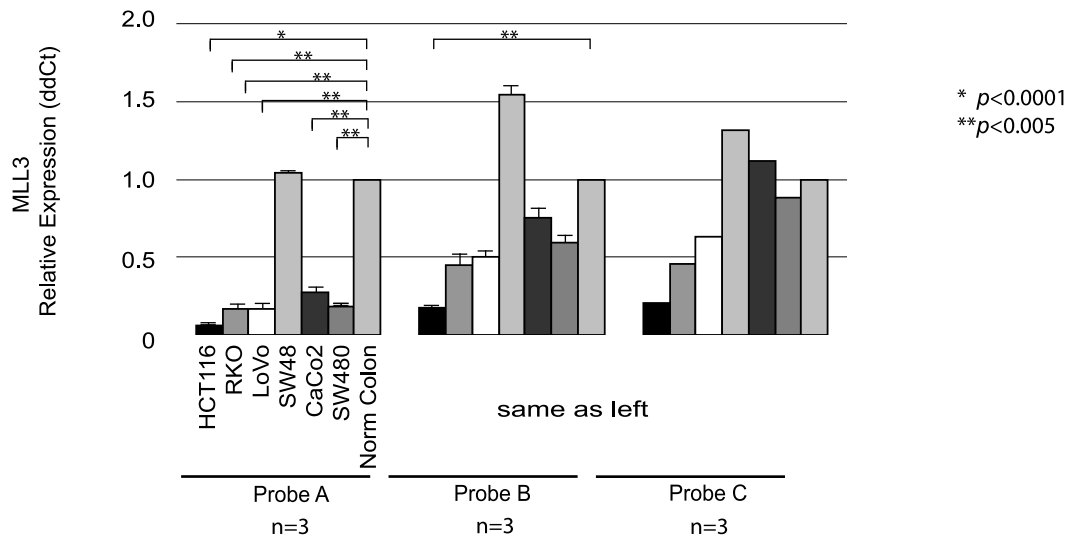 MLL3
Relative Expression (ddCt)
2.0
1.5
1.0
0.5
0
*
**
**
**
**
**
**
* p<0.0001
**p<0.005
HCT116
RKO
LoVo
SW48
CaCo2
SW480
Norm Colon
same as left
Probe A
Probe B
Probe C
n=3
n=3
n=3